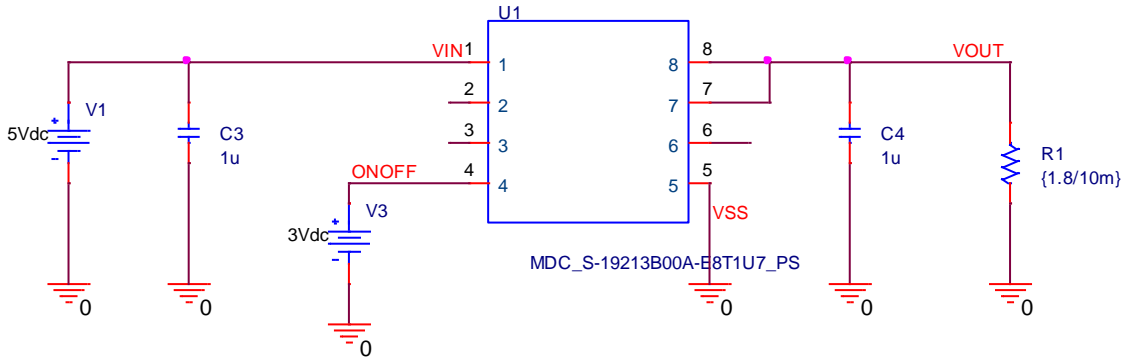 U1
VIN
1
1
8
8
VOUT
2
2
7
7
3
3
6
6
4
4
5
5
V1
5Vdc
+
-
C3
1u
ONOFF
V3
3Vdc
+
-
VSS
C4
1u
R1
{1.8/10m}
MDC_S-19213B00A-E8T1U7_PS
0
0
0
0
0
0